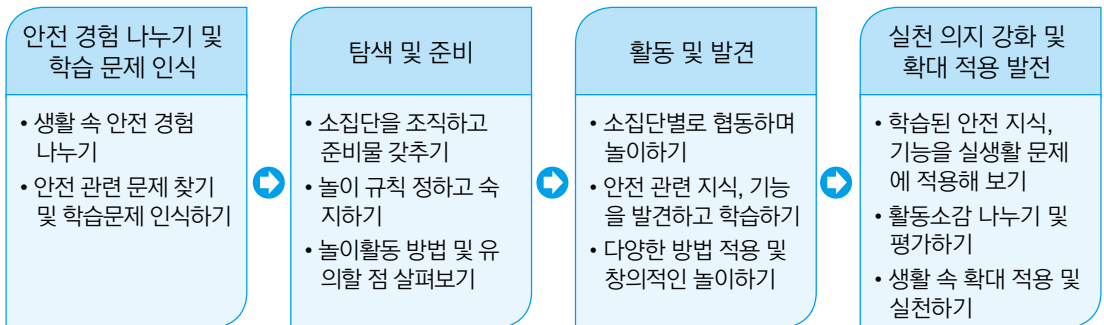 안전 경험 나누기 및
학습 문제 인식
• 생활 속 안전 경험
나누기
• 안전 관련 문제 찾기
및 학습문제 인식하기
탐색 및 준비
• 소집단을 조직하고
준비물 갖추기
• 놀이 규칙 정하고 숙
지하기
• 놀이활동 방법 및 유
의할 점 살펴보기
활동 및 발견
• 소집단별로 협동하며
놀이하기
• 안전 관련 지식, 기능
을 발견하고 학습하기
• 다양한 방법 적용 및
창의적인 놀이하기
실천 의지 강화 및
확대 적용 발전
• 학습된 안전 지식,
기능을 실생활 문제
에 적용해 보기
• 활동소감 나누기 및
평가하기
• 생활 속 확대 적용 및
실천하기